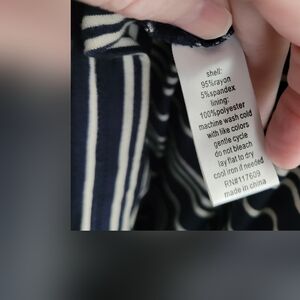 shell:
95%rayon
5%spandex
lining:
100%polyester
machine wash cold
with like colors
gentle cycle
do not bleach
lay flat to dry
cool iron if needed
RN#117609
made in china